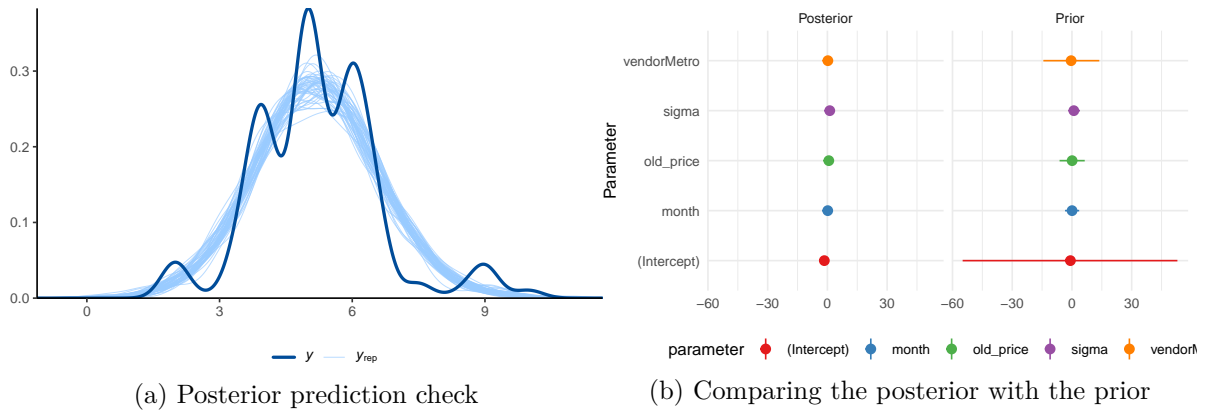 0.3
0.2
0.1
0.0
0 3 6 9
y yrep
(a) Posterior prediction check
Posterior Prior
Parameter
vendorMetro
sigma
old_price
month
(Intercept)
−60 −30 0 30 −60 −30 0 30
parameter (Intercept) month old_price sigma vendorM
(b) Comparing the posterior with the prior